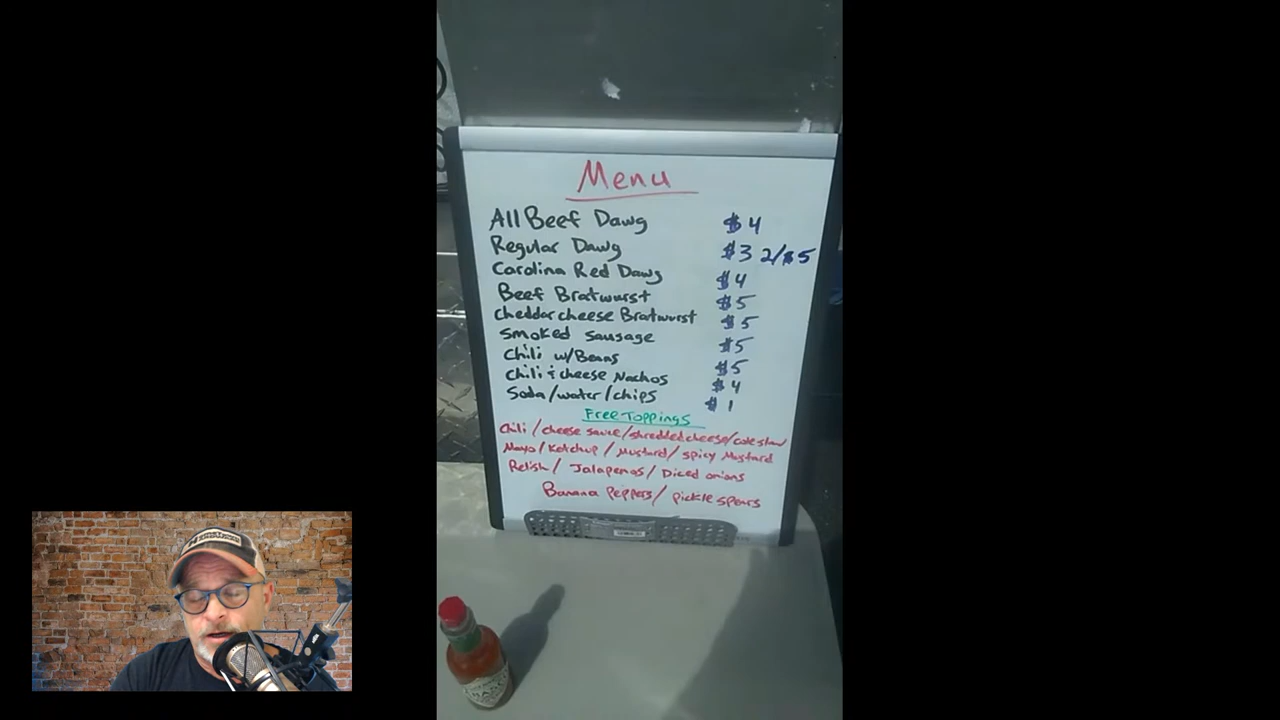 Menu
All Beef Dawg $4
Regular Dawg $3 2/$5
Carolina Red Dawg $4
Beef Bratwurst $5
cheddar cheese Bratwurst $5
smoked sausage $5
Chili w/Beans $5
Chili & cheese Nachos $4
Soda/water/chips $1
Free Toppings
Chili/cheese sauce/shredded cheese/coleslaw
Mayo/Ketchup/Mustard/spicy Mustard
Relish/Jalapenos/Diced onions
Banana Peppers/pickle spears